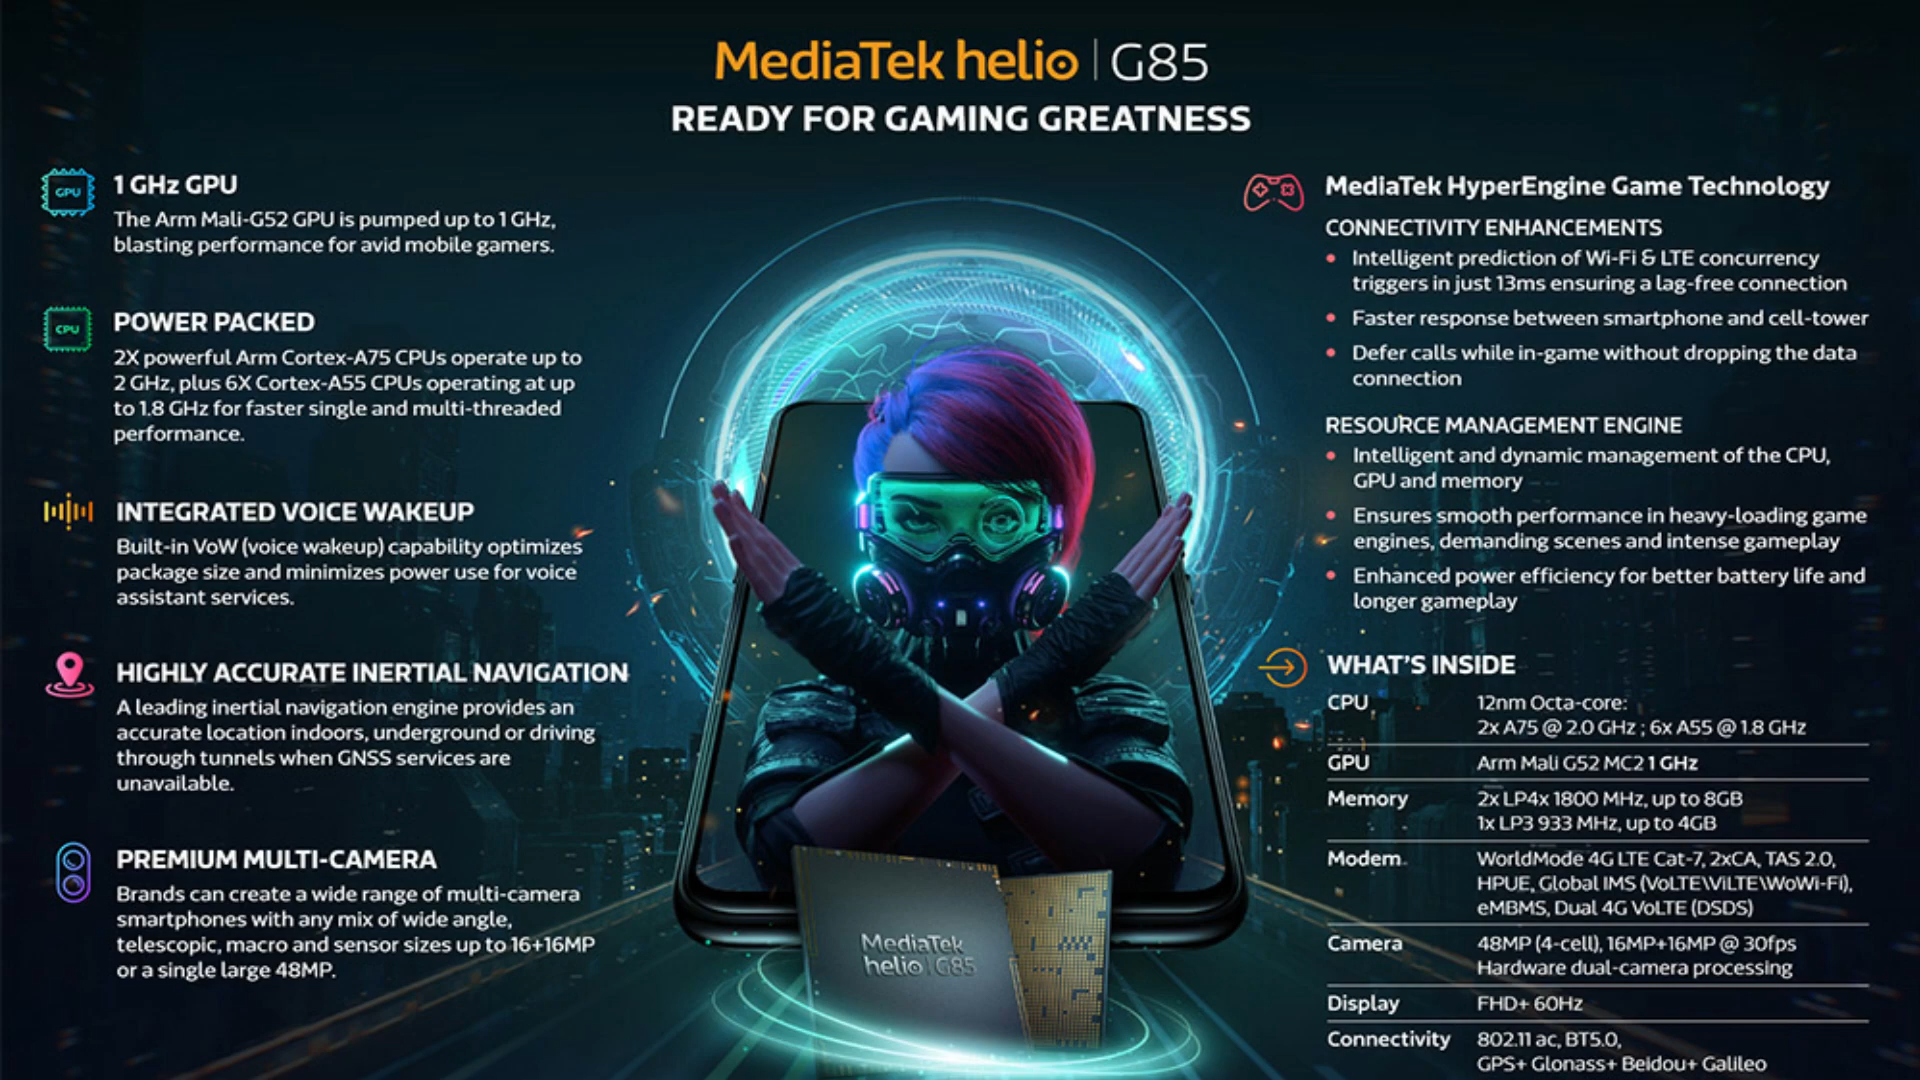 MediaTek helio | G85
READY FOR GAMING GREATNESS
GPU
1 GHz GPU
The Arm Mali-G52 GPU is pumped up to 1 GHz,
blasting performance for avid mobile gamers.
CPU
POWER PACKED
2X powerful Arm Cortex-A75 CPUs operate up to
2 GHz, plus 6X Cortex-A55 CPUs operating at up
to 1.8 GHz for faster single and multi-threaded
performance.
INTEGRATED VOICE WAKEUP
Built-in VoW (voice wakeup) capability optimizes
package size and minimizes power use for voice
assistant services.
HIGHLY ACCURATE INERTIAL NAVIGATION
A leading inertial navigation engine provides an
accurate location indoors, underground or driving
through tunnels when GNSS services are
unavailable.
PREMIUM MULTI-CAMERA
Brands can create a wide range of multi-camera
smartphones with any mix of wide angle,
telescopic, macro and sensor sizes up to 16+16MP
or a single large 48MP.
MediaTek
helio | G85
MediaTek HyperEngine Game Technology
CONNECTIVITY ENHANCEMENTS
• Intelligent prediction of Wi-Fi & LTE concurrency
triggers in just 13ms ensuring a lag-free connection
• Faster response between smartphone and cell-tower
• Defer calls while in-game without dropping the data
connection
RESOURCE MANAGEMENT ENGINE
• Intelligent and dynamic management of the CPU,
GPU and memory
• Ensures smooth performance in heavy-loading game
engines, demanding scenes and intense gameplay
• Enhanced power efficiency for better battery life and
longer gameplay
WHAT'S INSIDE
CPU 12nm Octa-core:
2x A75 @ 2.0 GHz ; 6x A55 @ 1.8 GHz
GPU Arm Mali G52 MC2 1 GHz
Memory 2x LP4x 1800 MHz, up to 8GB
1x LP3 933 MHz, up to 4GB
Modem WorldMode 4G LTE Cat-7, 2xCA, TAS 2.0,
HPUE, Global IMS (VoLTE\ViLTE\WoWi-Fi),
eMBMS, Dual 4G VoLTE (DSDS)
Camera 48MP (4-cell), 16MP+16MP @ 30fps
Hardware dual-camera processing
Display FHD+ 60Hz
Connectivity 802.11 ac, BT5.0,
GPS+ Glonass+ Beidou+ Galileo